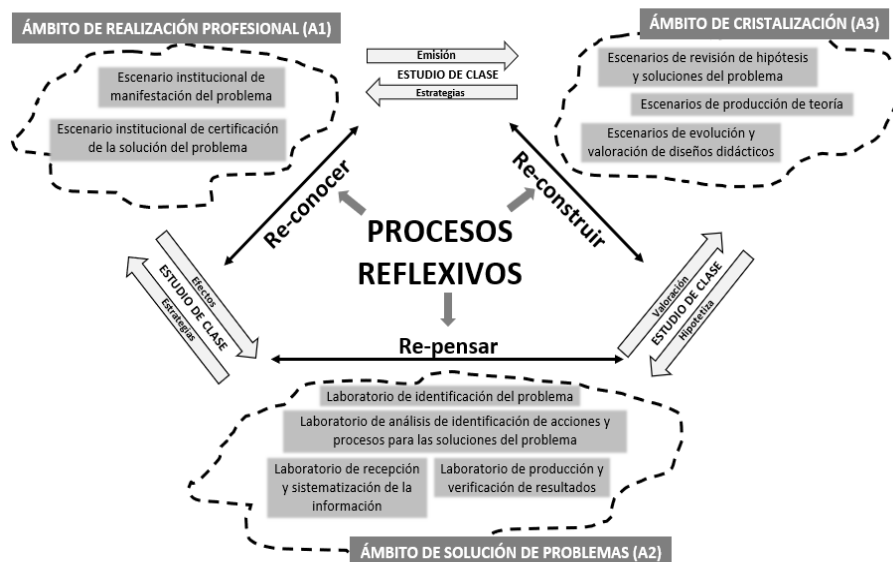 ÁMBITO DE REALIZACIÓN PROFESIONAL (A1)
Escenario institucional de
manifestación del problema
Escenario institucional de certificación
de la solución del problema
Emisión
ESTUDIO DE CLASE
Estrategias
ÁMBITO DE CRISTALIZACIÓN (A3)
Escenarios de revisión de hipótesis
y soluciones del problema
Escenarios de producción de teoría
Escenarios de evolución y
valoración de diseños didácticos
Re-conocer
Re-construir
PROCESOS
REFLEXIVOS
Re-pensar
Efectos
ESTUDIO DE CLASE
Estrategias
Valoración
ESTUDIO DE CLASE
Hipotetiza
Laboratorio de identificación del problema
Laboratorio de análisis de identificación de acciones y
procesos para las soluciones del problema
Laboratorio de recepción
y sistematización de la
información
Laboratorio de producción y
verificación de resultados
ÁMBITO DE SOLUCIÓN DE PROBLEMAS (A2)